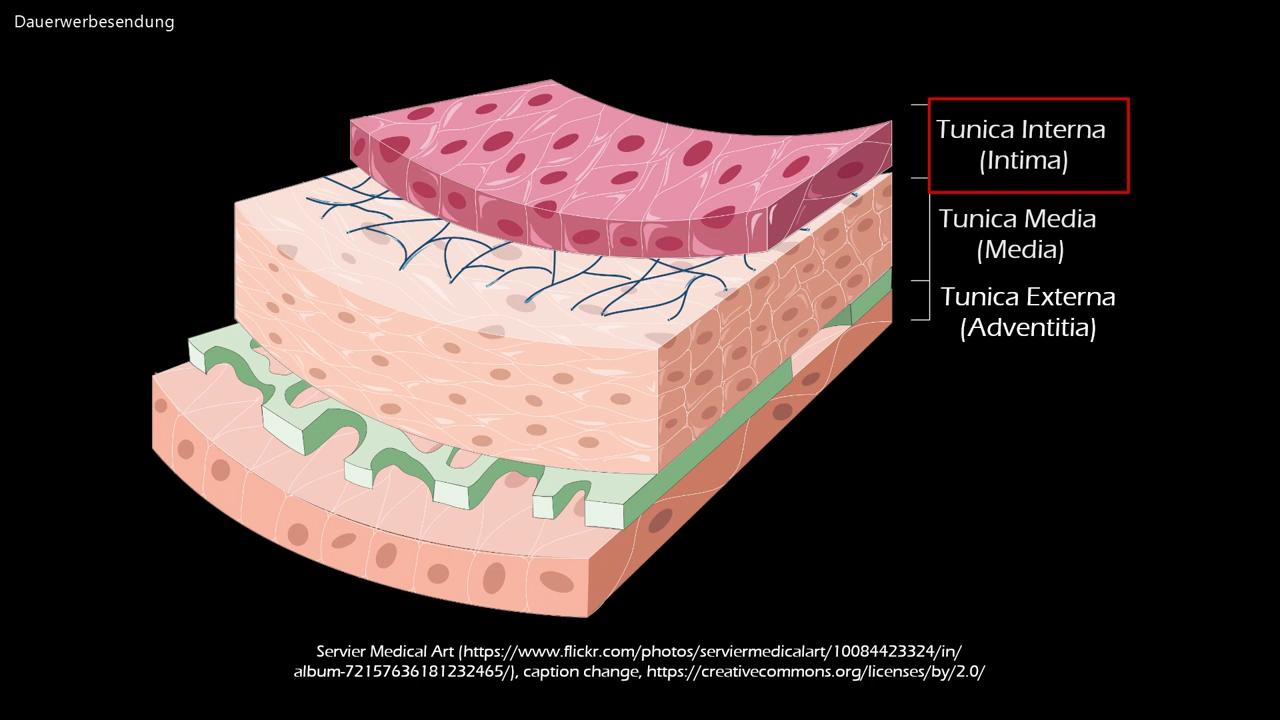 Dauerwerbesendung
Tunica Interna
(Intima)
Tunica Media
(Media)
Tunica Externa
(Adventitia)
Servier Medical Art (https://www.flickr.com/photos/serviermedicalart/10084423324/in/
album-72157636181232465/), caption change, https://creativecommons.org/licenses/by/2.0/